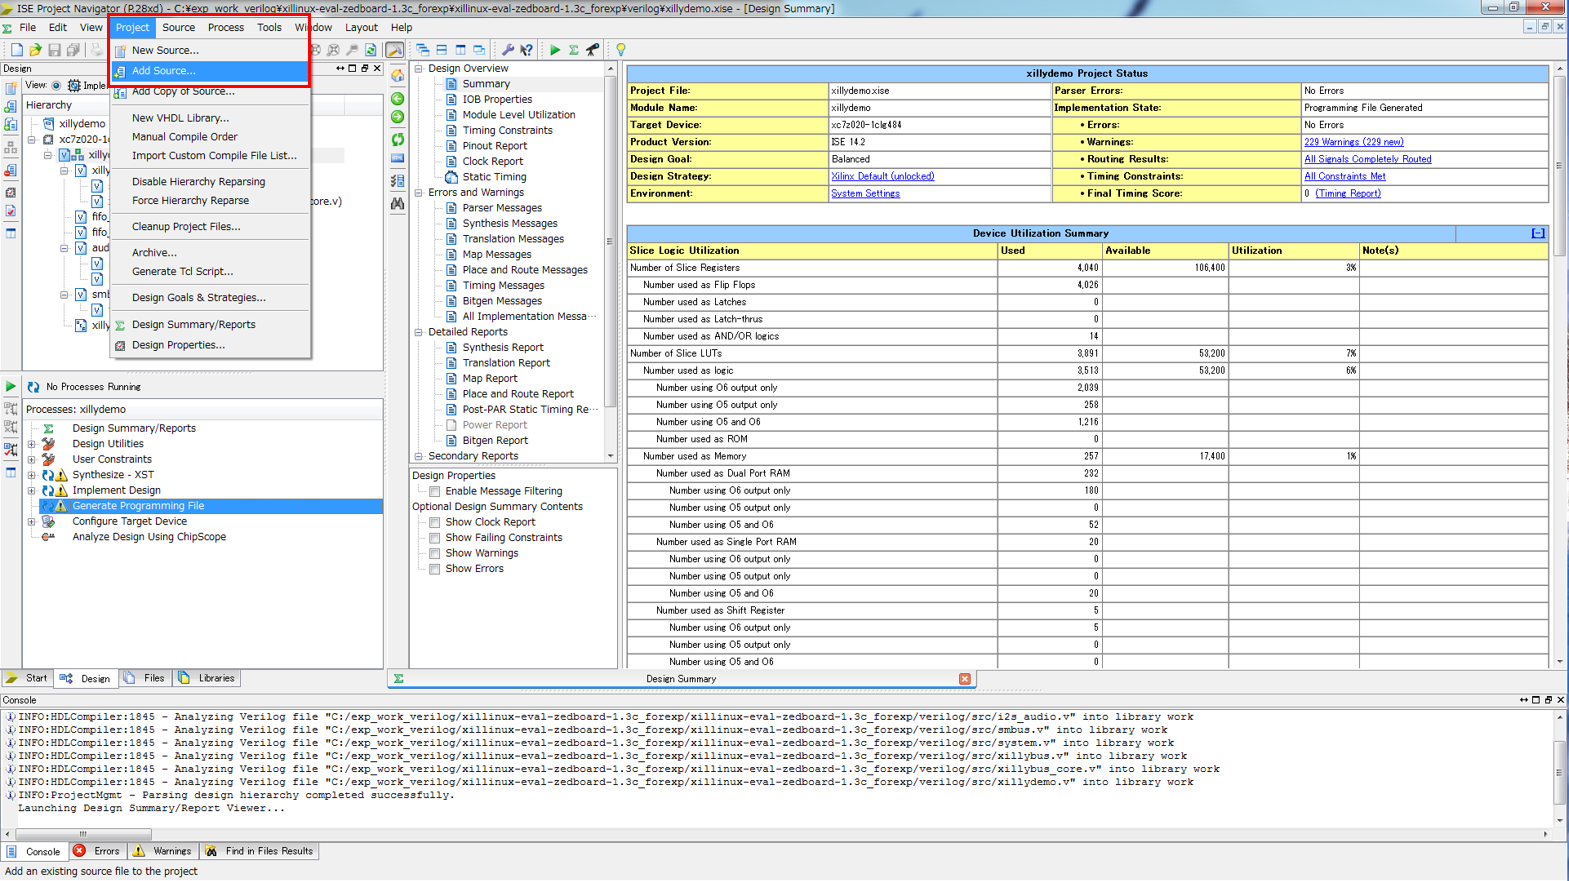 ISE Project Navigator (P.28xd) - C:¥exp_work_verilog¥xillinux-eval-zedboard-1.3c_forexp¥xillinux-eval-zedboard-1.3c_forexp¥verilog¥xillydemo.xise - [Design Summary]
File Edit View Project Source Process Tools Window Layout Help
New Source...
Add Source...
Add Copy of Source...
New VHDL Library...
Manual Compile Order
Import Custom Compile File List...
Disable Hierarchy Reparsing
Force Hierarchy Reparse
Cleanup Project Files...
Archive...
Generate Tcl Script...
Design Goals & Strategies...
Design Summary/Reports
Design Properties...
Design
View: Imple
Hierarchy
xillydemo
xc7z020-1
xilly
xilly
core.v)
fifo_
fifo_
aud
smb
xilly
No Processes Running
Processes: xillydemo
Design Summary/Reports
Design Utilities
User Constraints
Synthesize - XST
Implement Design
Generate Programming File
Configure Target Device
Analyze Design Using ChipScope
Start Design Files Libraries
Design Overview
Summary
IOB Properties
Module Level Utilization
Timing Constraints
Pinout Report
Clock Report
Static Timing
Errors and Warnings
Parser Messages
Synthesis Messages
Translation Messages
Map Messages
Place and Route Messages
Timing Messages
Bitgen Messages
All Implementation Messa···
Detailed Reports
Synthesis Report
Translation Report
Map Report
Place and Route Report
Post-PAR Static Timing Re···
Power Report
Bitgen Report
Secondary Reports
Design Properties
Enable Message Filtering
Optional Design Summary Contents
Show Clock Report
Show Failing Constraints
Show Warnings
Show Errors
xillydemo Project Status
Project File: xillydemo.xise Parser Errors: No Errors
Module Name: xillydemo Implementation State: Programming File Generated
Target Device: xc7z020-1clg484 • Errors: No Errors
Product Version: ISE 14.2 • Warnings: 229 Warnings (229 new)
Design Goal: Balanced • Routing Results: All Signals Completely Routed
Design Strategy: Xilinx Default (unlocked) • Timing Constraints: All Constraints Met
Environment: System Settings • Final Timing Score: 0 (Timing Report)
Device Utilization Summary [-]
Slice Logic Utilization Used Available Utilization Note(s)
Number of Slice Registers 4,040 106,400 3%
Number used as Flip Flops 4,026
Number used as Latches 0
Number used as Latch-thrus 0
Number used as AND/OR logics 14
Number of Slice LUTs 3,891 53,200 7%
Number used as logic 3,513 53,200 6%
Number using O6 output only 2,039
Number using O5 output only 258
Number using O5 and O6 1,216
Number used as ROM 0
Number used as Memory 257 17,400 1%
Number used as Dual Port RAM 232
Number using O6 output only 180
Number using O5 output only 0
Number using O5 and O6 52
Number used as Single Port RAM 20
Number using O6 output only 0
Number using O5 output only 0
Number using O5 and O6 20
Number used as Shift Register 5
Number using O6 output only 5
Number using O5 output only 0
Number using O5 and O6 0
Design Summary
Console
INFO:HDLCompiler:1845 - Analyzing Verilog file "C:/exp_work_verilog/xillinux-eval-zedboard-1.3c_forexp/xillinux-eval-zedboard-1.3c_forexp/verilog/src/i2s_audio.v" into library work
INFO:HDLCompiler:1845 - Analyzing Verilog file "C:/exp_work_verilog/xillinux-eval-zedboard-1.3c_forexp/xillinux-eval-zedboard-1.3c_forexp/verilog/src/smbus.v" into library work
INFO:HDLCompiler:1845 - Analyzing Verilog file "C:/exp_work_verilog/xillinux-eval-zedboard-1.3c_forexp/xillinux-eval-zedboard-1.3c_forexp/verilog/src/system.v" into library work
INFO:HDLCompiler:1845 - Analyzing Verilog file "C:/exp_work_verilog/xillinux-eval-zedboard-1.3c_forexp/xillinux-eval-zedboard-1.3c_forexp/verilog/src/xillybus.v" into library work
INFO:HDLCompiler:1845 - Analyzing Verilog file "C:/exp_work_verilog/xillinux-eval-zedboard-1.3c_forexp/xillinux-eval-zedboard-1.3c_forexp/verilog/src/xillybus_core.v" into library work
INFO:HDLCompiler:1845 - Analyzing Verilog file "C:/exp_work_verilog/xillinux-eval-zedboard-1.3c_forexp/xillinux-eval-zedboard-1.3c_forexp/verilog/src/xillydemo.v" into library work
INFO:ProjectMgmt - Parsing design hierarchy completed successfully.
Launching Design Summary/Report Viewer...
Console Errors Warnings Find in Files Results
Add an existing source file to the project